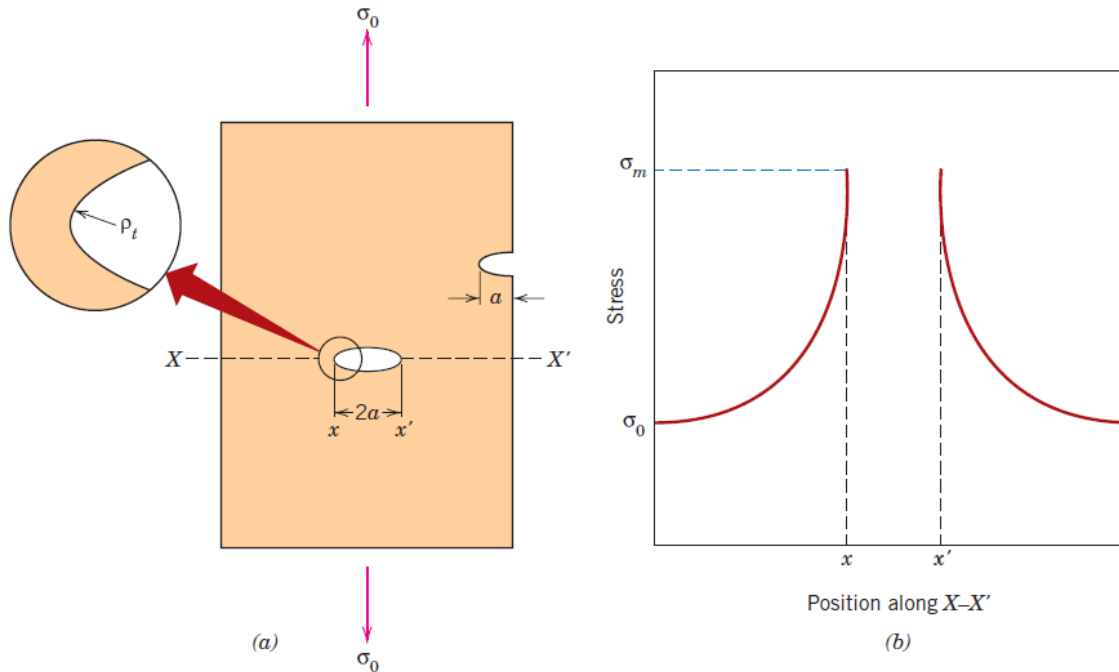 σ₀
ρₜ
a
X
X′
2a
x
x′
σ₀
(a)
σₘ
Stress
σ₀
x
x′
Position along X–X′
(b)